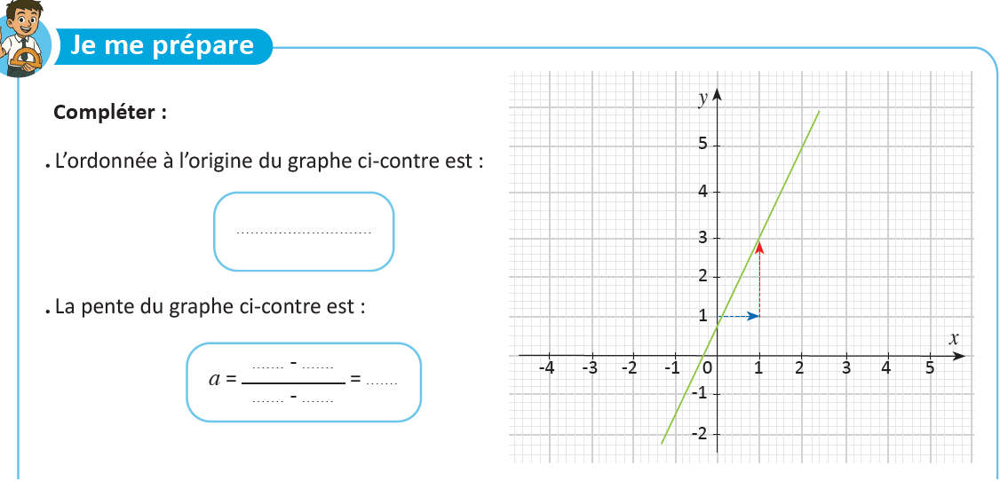 Je me prépare
Compléter :
. L’ordonnée à l’origine du graphe ci-contre est :
..............................
. La pente du graphe ci-contre est :
....... - .......
a = ——— = .......
....... - .......
y
5
4
3
2
1
x
-4 -3 -2 -1 0 1 2 3 4 5
-1
-2